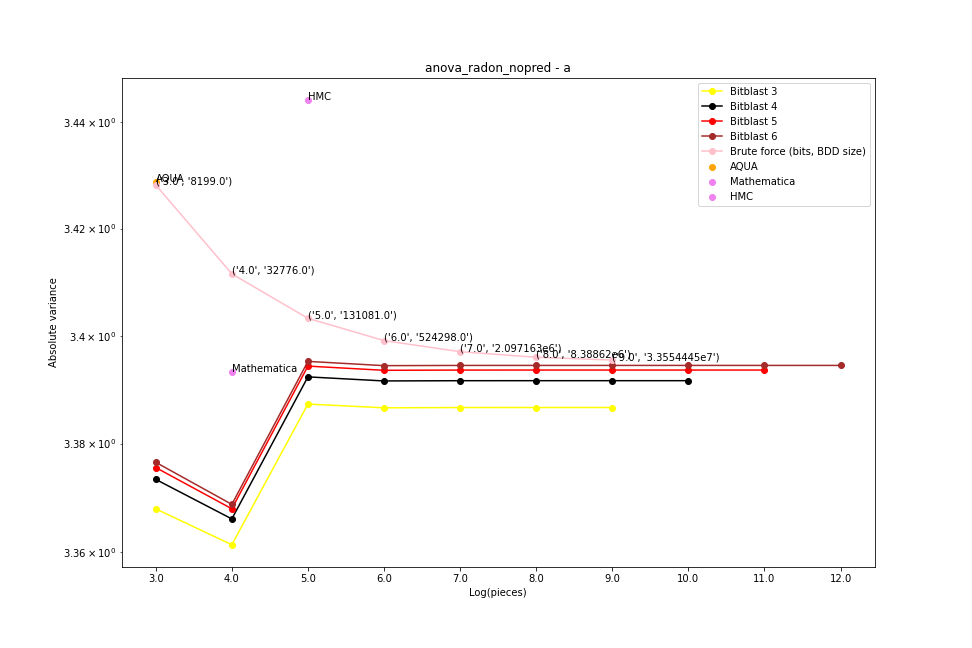 anova_radon_nopred - a
Bitblast 3
Bitblast 4
Bitblast 5
Bitblast 6
Brute force (bits, BDD size)
AQUA
Mathematica
HMC
HMC
AQUA
('3.0', '8199.0')
('4.0', '32776.0')
('5.0', '131081.0')
('6.0', '524298.0')
('7.0', '2.097163e6')
('8.0', '8.38862e6')
('9.0', '3.3554445e7')
Mathematica
3.44 × 10⁰
3.42 × 10⁰
3.4 × 10⁰
3.38 × 10⁰
3.36 × 10⁰
Absolute variance
3.0 4.0 5.0 6.0 7.0 8.0 9.0 10.0 11.0 12.0
Log(pieces)